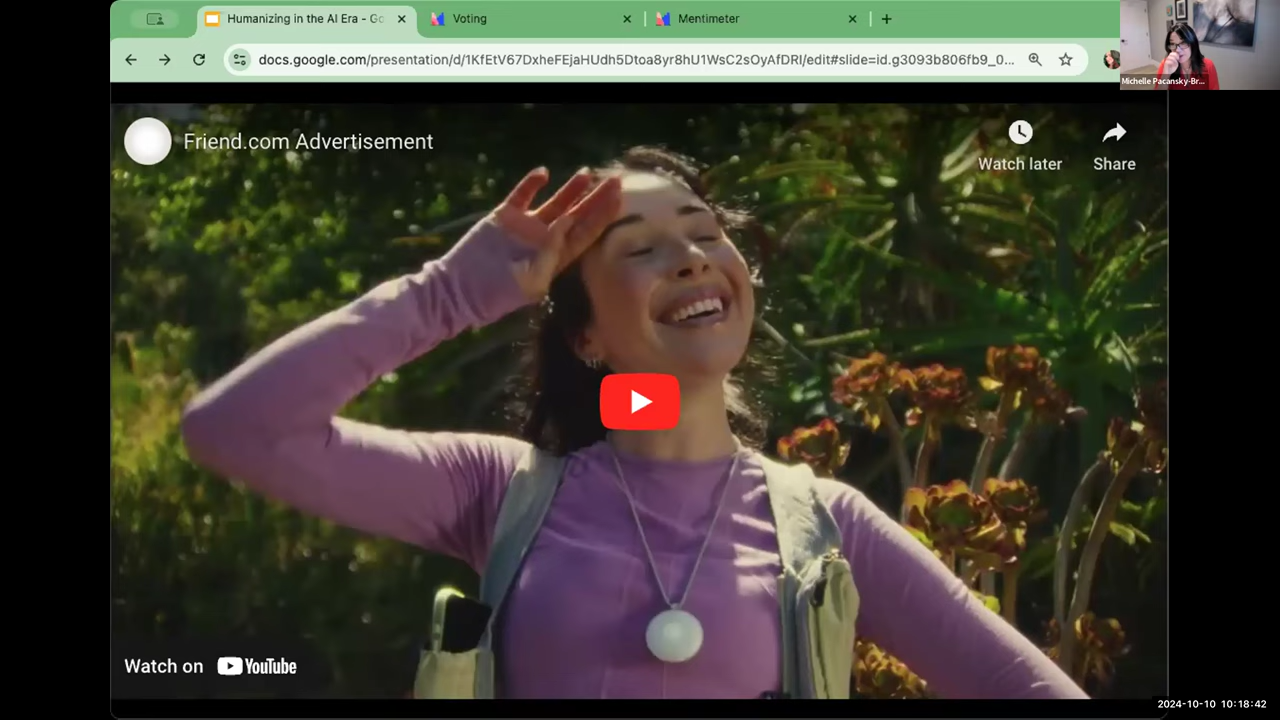 Humanizing in the AI Era - Go
Voting
Mentimeter
docs.google.com/presentation/d/1KfEtV67DxheFEjaHUdh5Dtoa8yr8hU1WsC2sOyAfDRI/edit#slide=id.g3093b806fb9_0...
Michelle Pacansky-Br...
Friend.com Advertisement
Watch later
Share
Watch on YouTube
2024-10-10 10:18:42